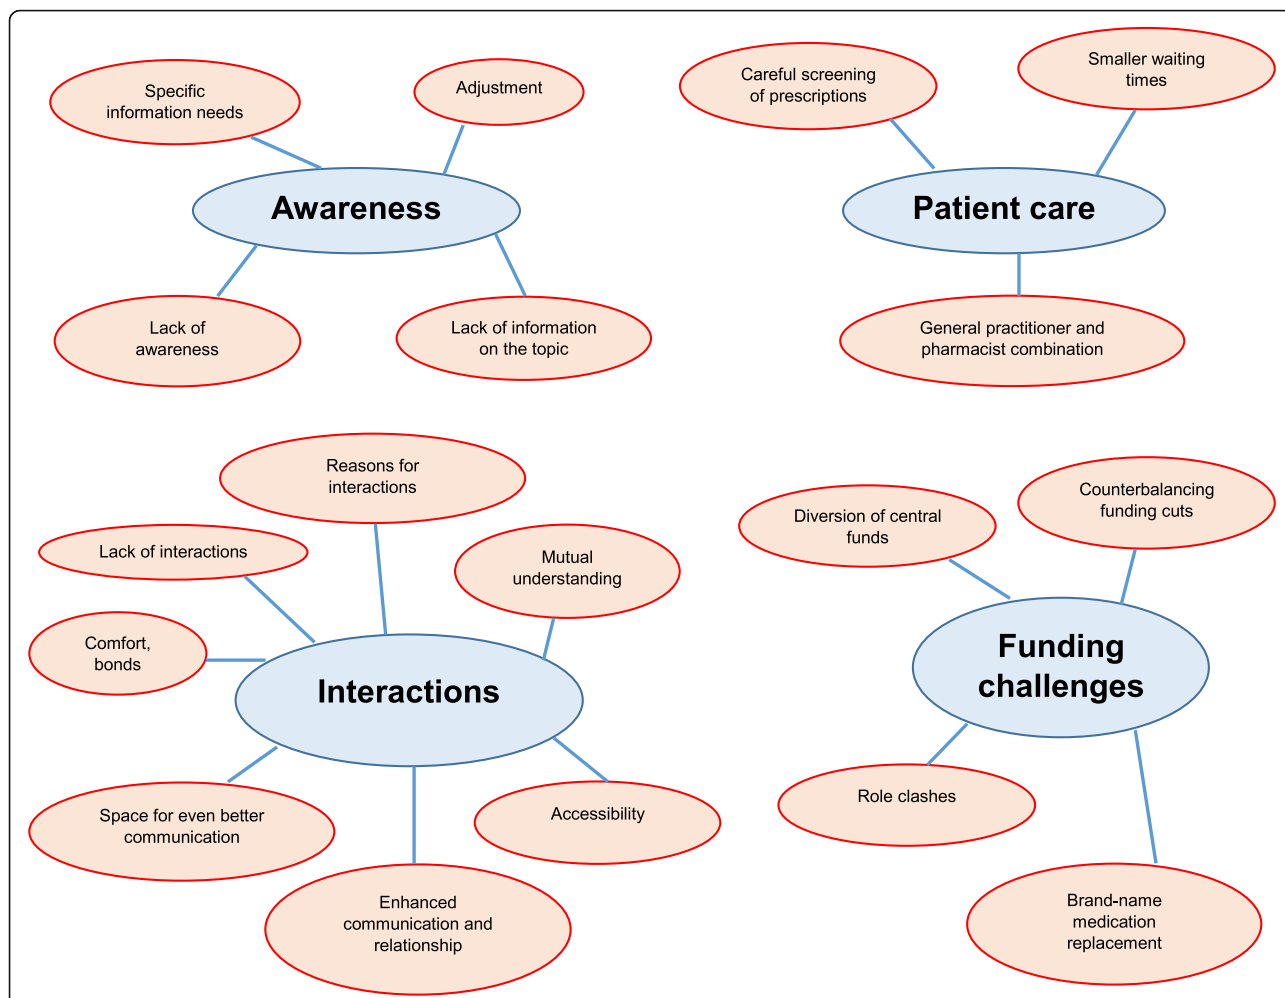 Specific
information needs
Adjustment
Awareness
Lack of
awareness
Lack of information
on the topic
Careful screening
of prescriptions
Smaller waiting
times
Patient care
General practitioner and
pharmacist combination
Reasons for
interactions
Lack of interactions
Mutual
understanding
Comfort,
bonds
Interactions
Space for even better
communication
Accessibility
Enhanced
communication and
relationship
Diversion of central
funds
Counterbalancing
funding cuts
Funding
challenges
Role clashes
Brand-name
medication
replacement